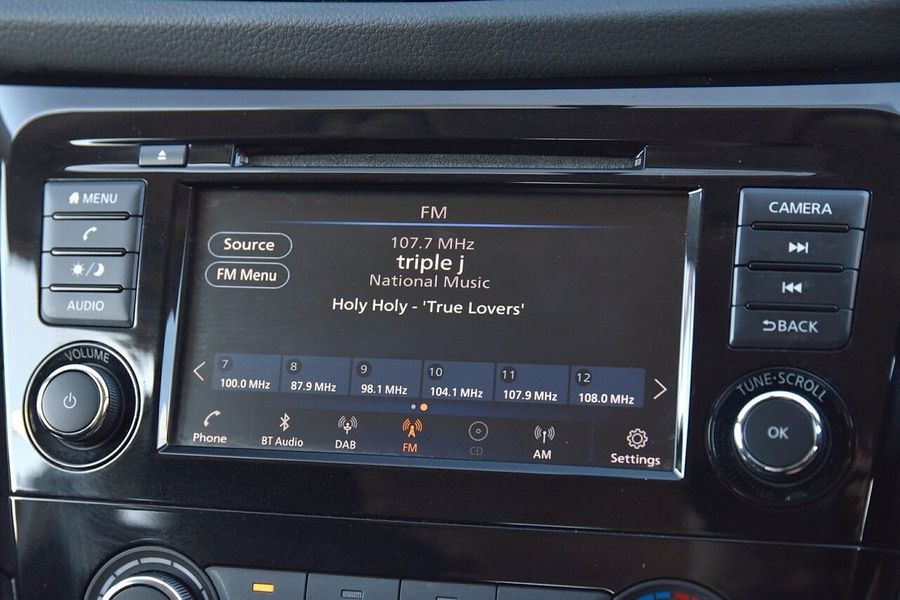 MENU
AUDIO
VOLUME
FM
Source
107.7 MHz
triple j
FM Menu
National Music
Holy Holy - 'True Lovers'
7 8 9 10 11 12
100.0 MHz 87.9 MHz 98.1 MHz 104.1 MHz 107.9 MHz 108.0 MHz
Phone BT Audio DAB FM CD AM Settings
CAMERA
BACK
TUNE·SCROLL
OK